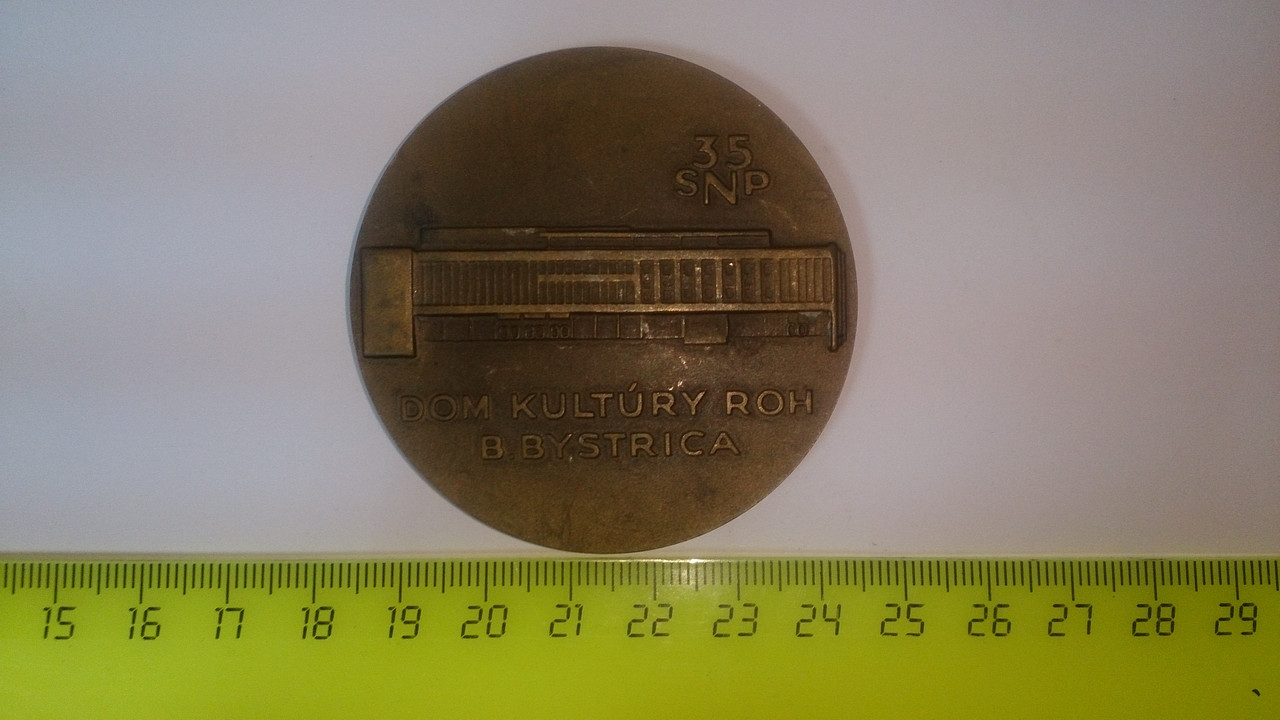 35
SNP
DOM KULTÚRY ROH
B BYSTRICA
15 16 17 18 19 20 21 22 23 24 25 26 27 28 29